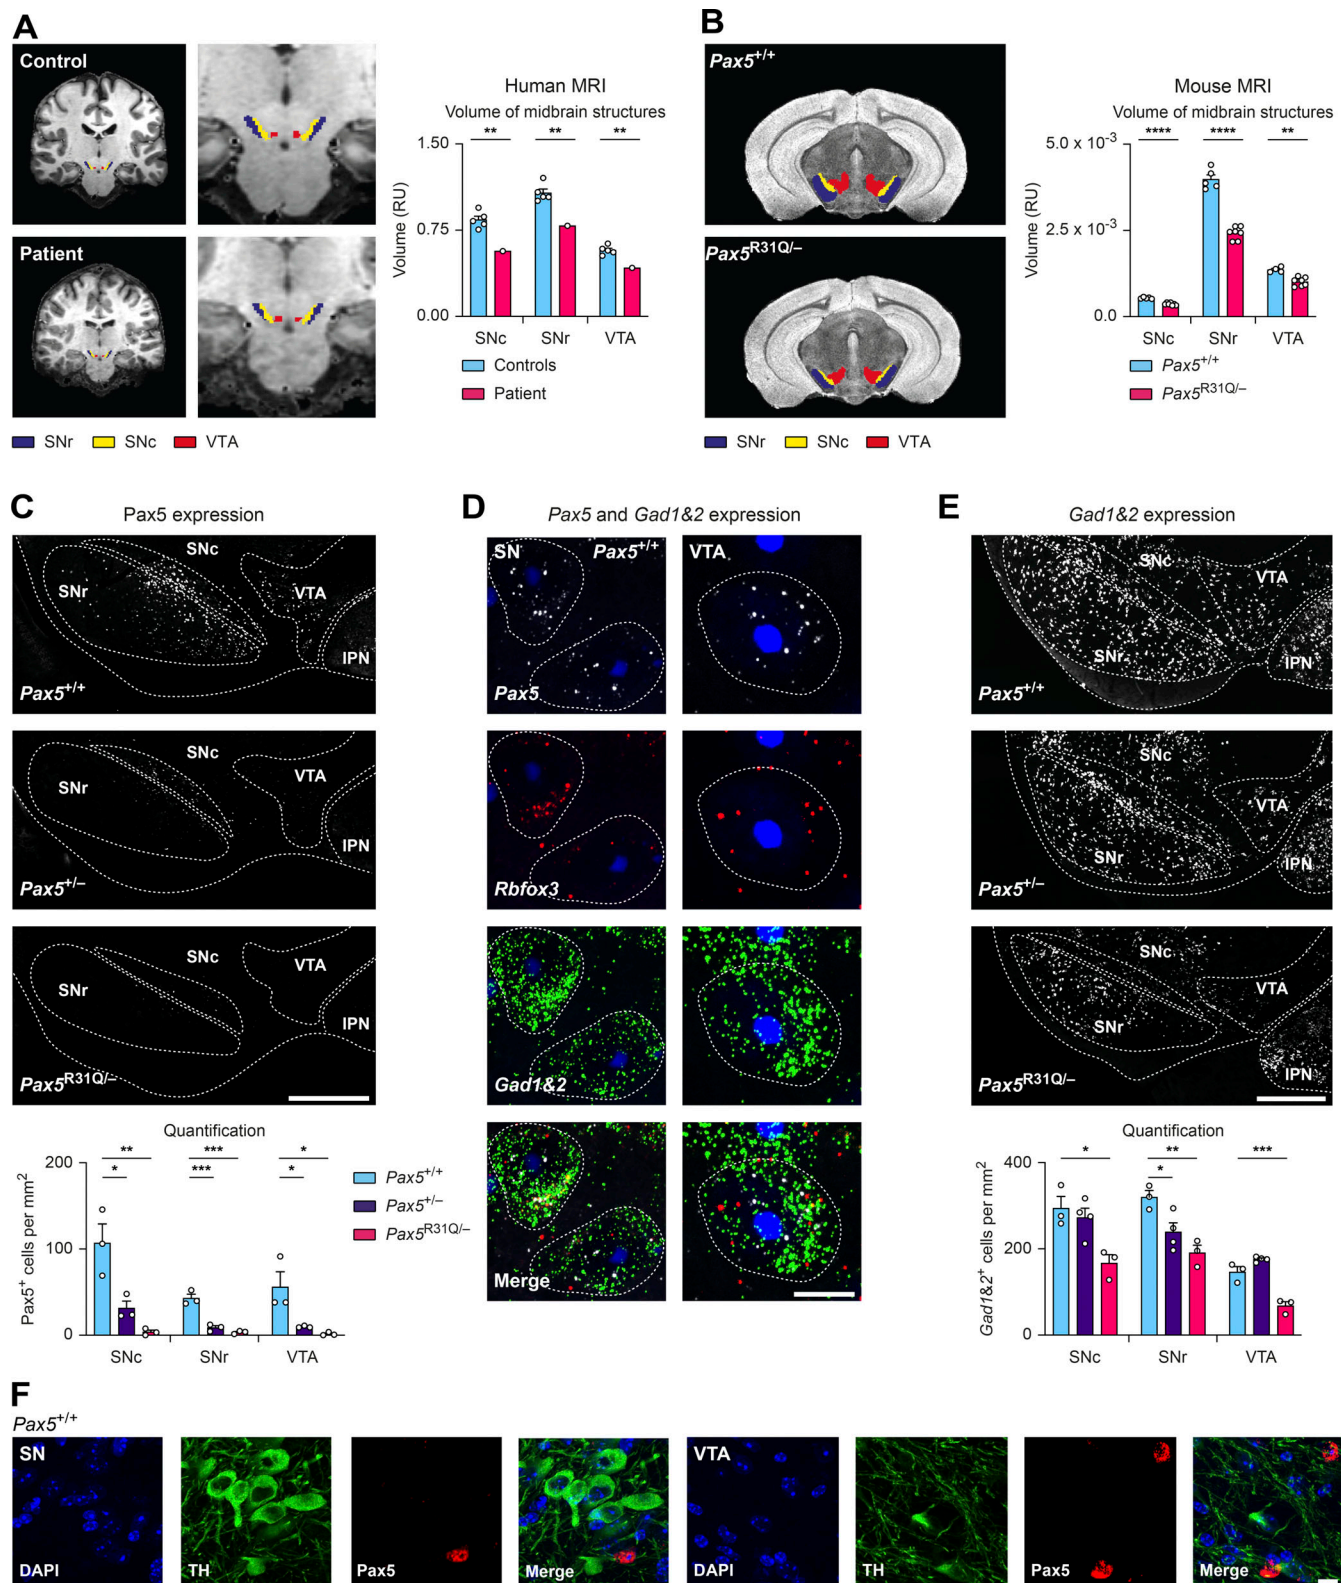 A
Control
Patient
Human MRI
Volume of midbrain structures
** ** **
1.50
0.75
0.00
Volume (RU)
SNc SNr VTA
Controls
Patient
SNr SNc VTA
B
Pax5+/+
Pax5R31Q/–
Mouse MRI
Volume of midbrain structures
**** **** **
5.0 x 10-3
2.5 x 10-3
0.0
Volume (RU)
SNc SNr VTA
Pax5+/+
Pax5R31Q/–
SNr SNc VTA
C
Pax5 expression
SNc
SNr
VTA
IPN
Pax5+/+
SNc
SNr
VTA
IPN
Pax5+/–
SNc
SNr
VTA
IPN
Pax5R31Q/–
Quantification
** *** *
* *** *
200
100
0
Pax5+ cells per mm2
SNc SNr VTA
Pax5+/+
Pax5+/–
Pax5R31Q/–
D
Pax5 and Gad1&2 expression
SN Pax5+/+ VTA
Pax5
Rbfox3
Gad1&2
Merge
E
Gad1&2 expression
SNc
VTA
SNr
IPN
Pax5+/+
SNc
VTA
SNr
IPN
Pax5+/–
SNc
VTA
SNr
IPN
Pax5R31Q/–
Quantification
* ** ***
*
400
200
0
Gad1&2+ cells per mm2
SNc SNr VTA
F
Pax5+/+
SN VTA
DAPI TH Pax5 Merge DAPI TH Pax5 Merge